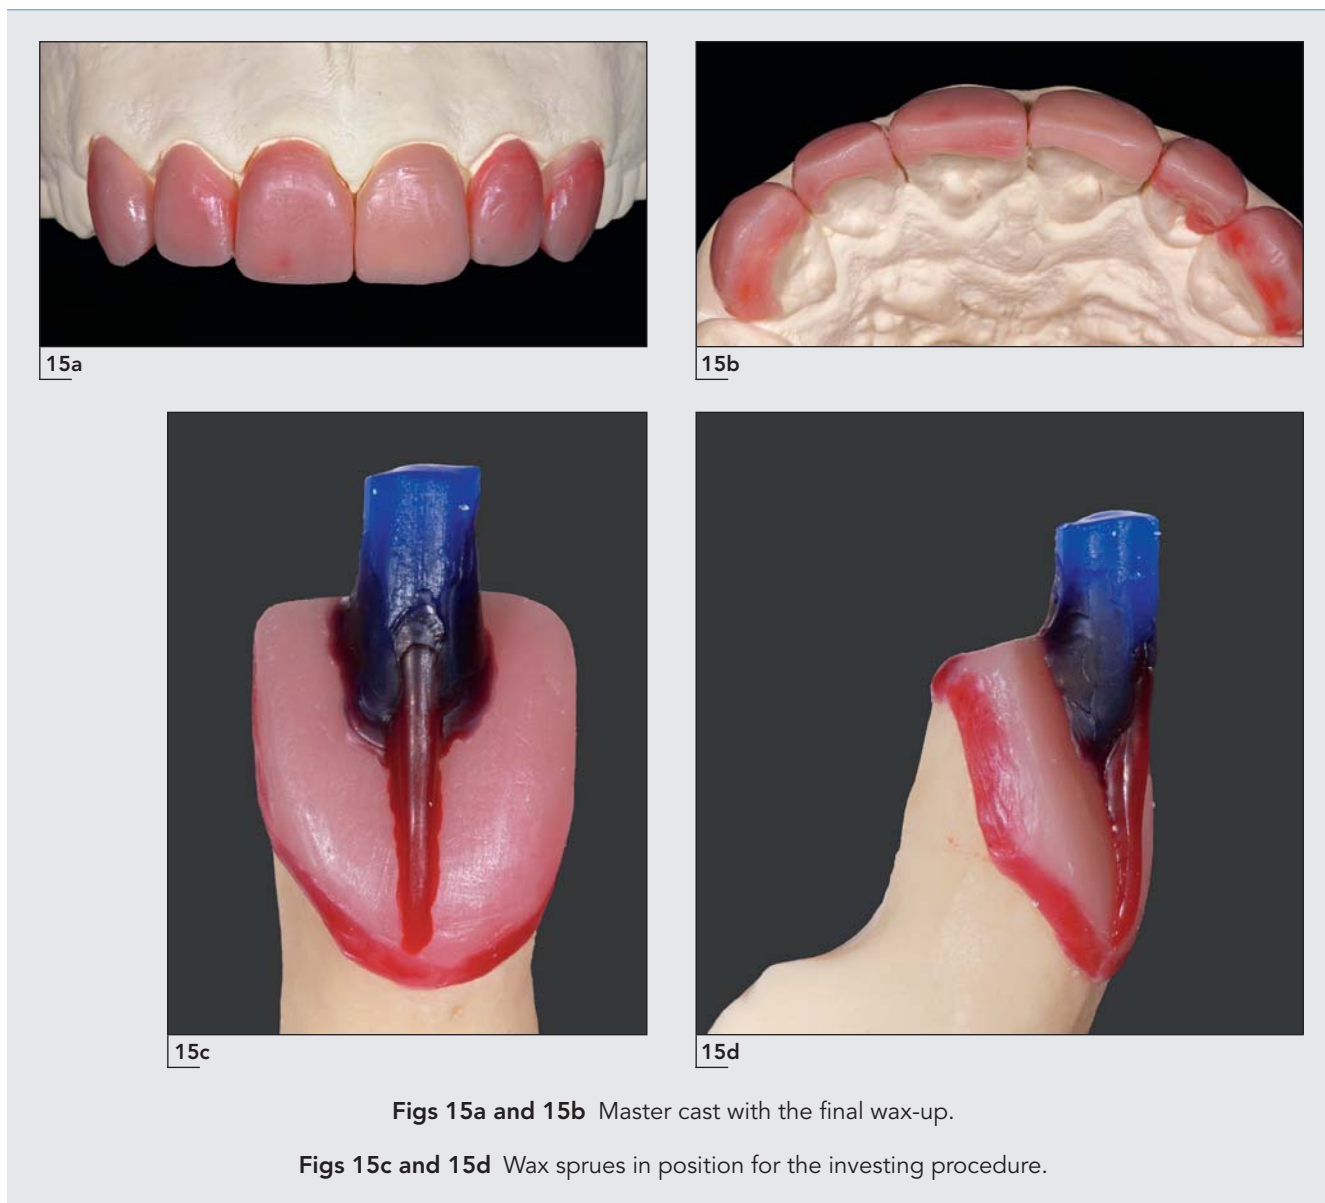 15a
15b
15c
15d
Figs 15a and 15b Master cast with the final wax-up.
Figs 15c and 15d Wax sprues in position for the investing procedure.